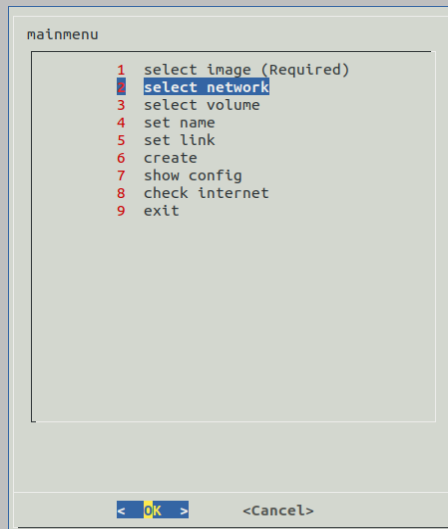 mainmenu
1 select image (Required)
2 select network
3 select volume
4 set name
5 set link
6 create
7 show config
8 check internet
9 exit
< OK > <Cancel>